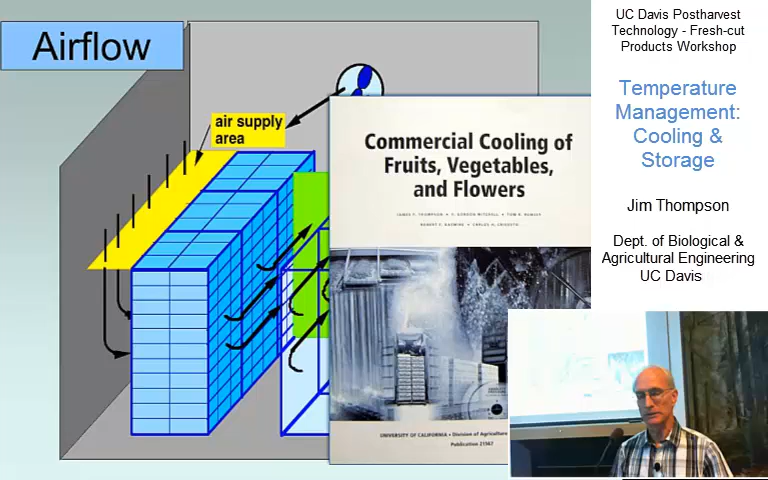 Airflow
air supply
area
Commercial Cooling of
Fruits, Vegetables,
and Flowers
JAMES F. THOMPSON • F. GORDON MITCHELL • TOM R. RUMSEY
ROBERT F. KASMIRE • CARLOS H. CRISOSTO
UNIVERSITY OF CALIFORNIA • Division of Agriculture
Publication 21567
UC Davis Postharvest
Technology - Fresh-cut
Products Workshop
Temperature
Management:
Cooling &
Storage
Jim Thompson
Dept. of Biological &
Agricultural Engineering
UC Davis